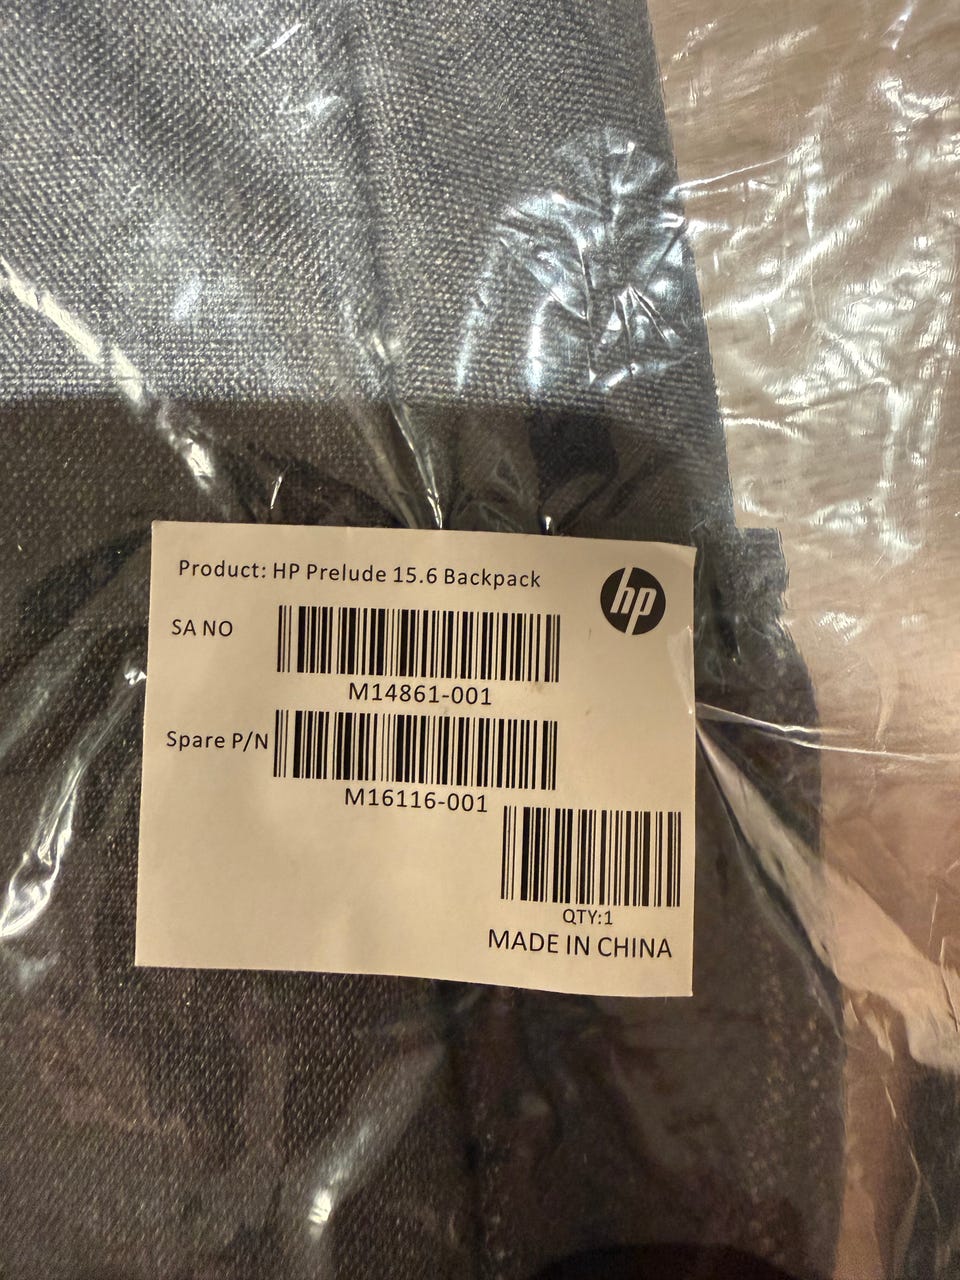 Product: HP Prelude 15.6 Backpack
hp
SA NO
M14861-001
Spare P/N
M16116-001
QTY:1
MADE IN CHINA